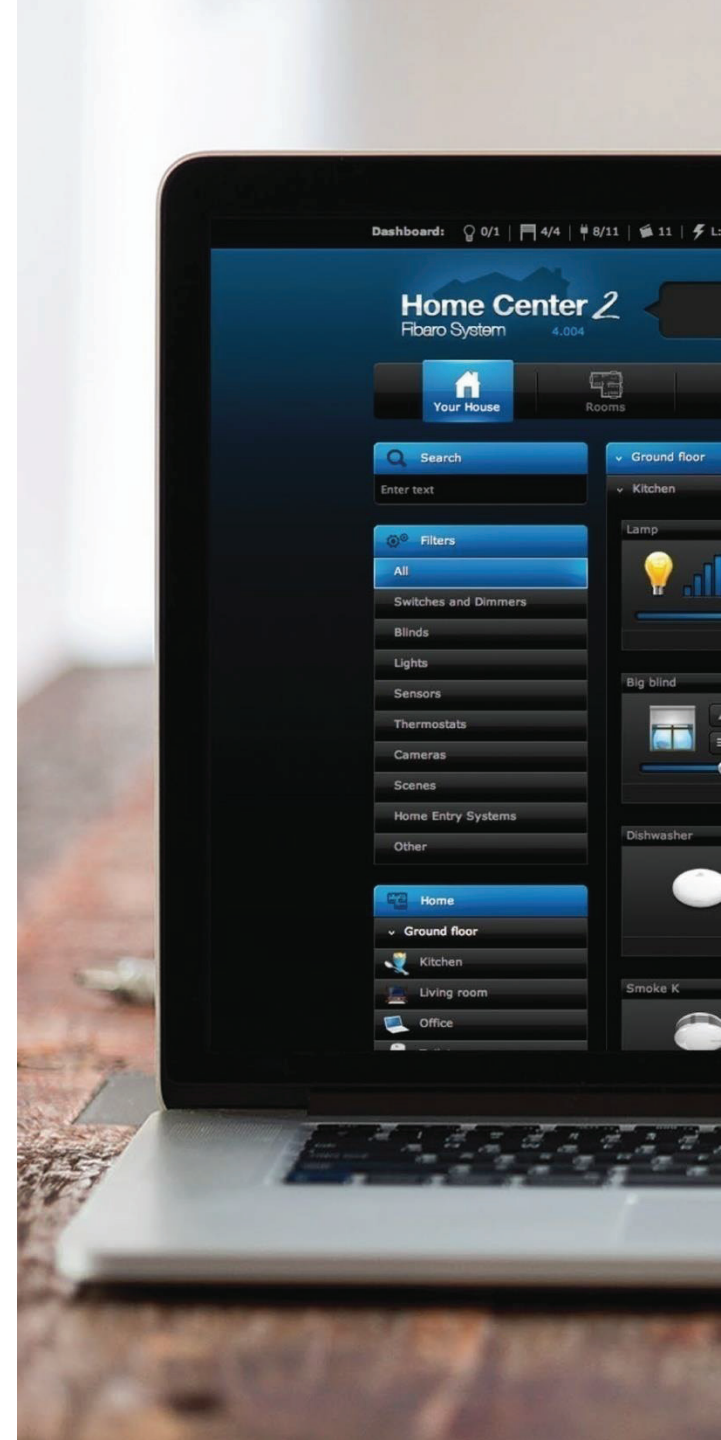 Dashboard: 0/1 | 4/4 | 8/11 | 11 | L:
Home Center 2
Fibaro System 4.004
Your House
Rooms
Search
Enter text
Filters
All
Switches and Dimmers
Blinds
Lights
Sensors
Thermostats
Cameras
Scenes
Home Entry Systems
Other
Home
Ground floor
Kitchen
Living room
Office
Ground floor
Kitchen
Lamp
Big blind
Dishwasher
Smoke K